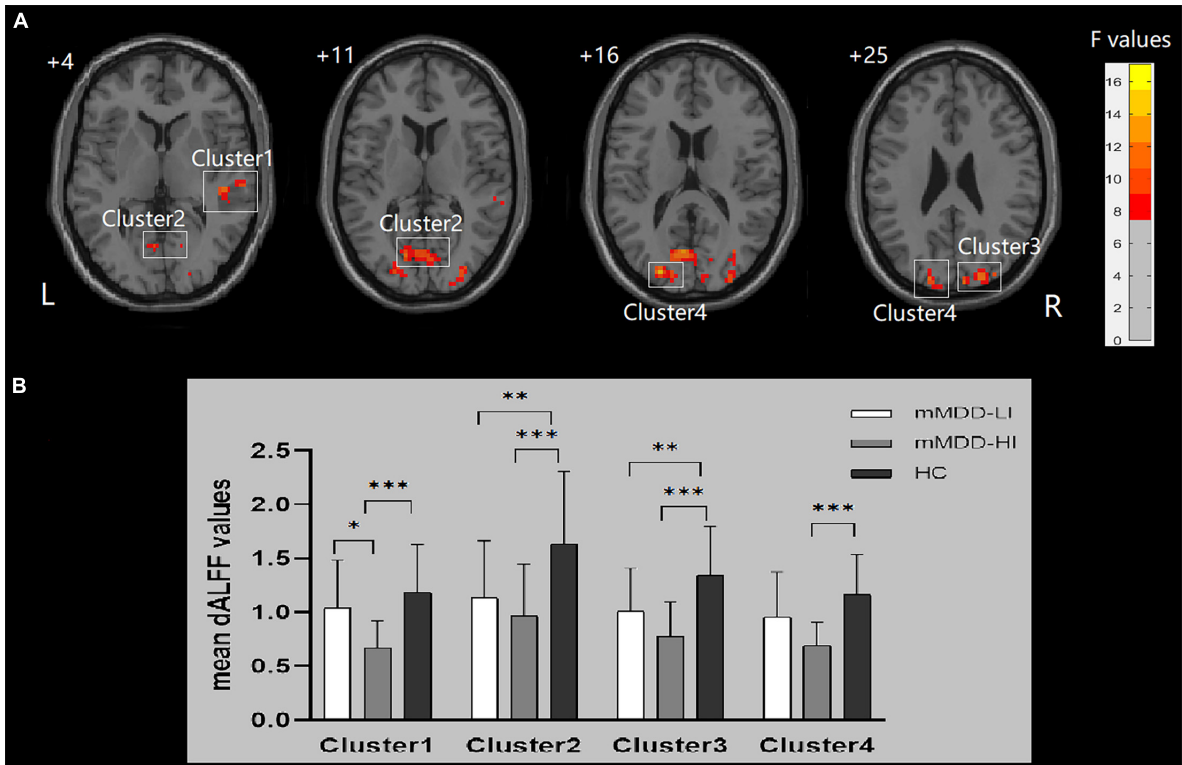 A
+4
+11
+16
+25
F values
Cluster1
Cluster2
Cluster2
Cluster3
Cluster4
Cluster4
L
R
16
14
12
10
8
6
4
2
0
B
mMDD-LI
mMDD-HI
HC
**
***
**
***
***
*
***
mean dALFF values
2.5
2.0
1.5
1.0
0.5
0.0
Cluster1 Cluster2 Cluster3 Cluster4